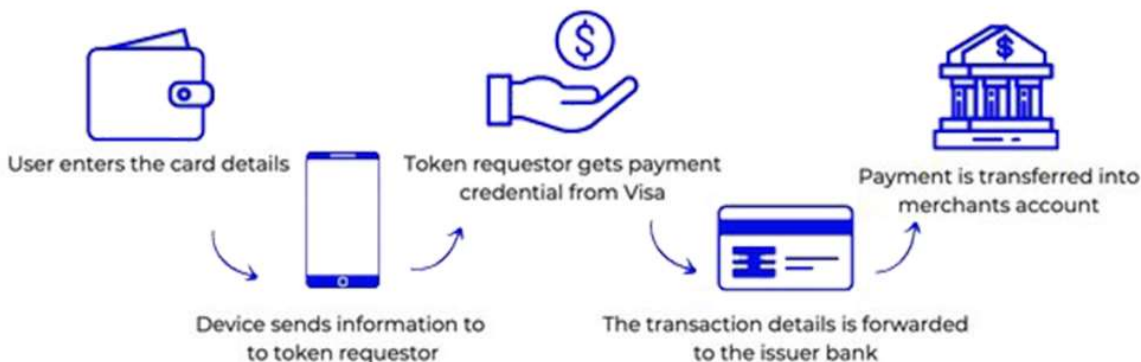 $
$
User enters the card details
Token requestor gets payment
credential from Visa
Payment is transferred into
merchants account
Device sends information to
to token requestor
The transaction details is forwarded
to the issuer bank